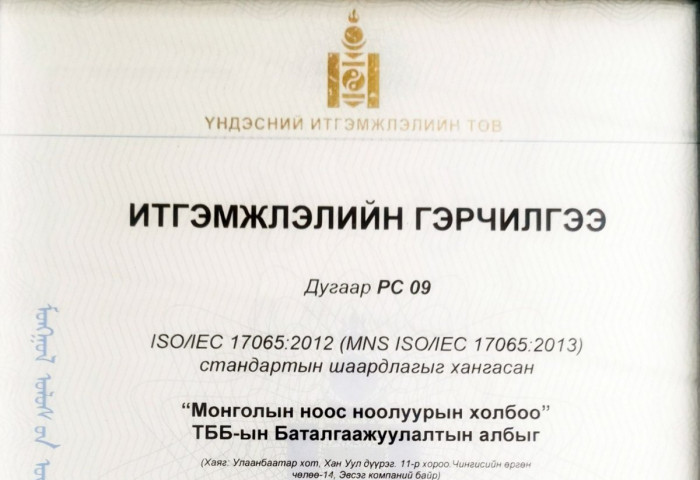 ҮНДЭСНИЙ ИТГЭМЖЛЭЛИЙН ТӨВ
ИТГЭМЖЛЭЛИЙН ГЭРЧИЛГЭЭ
Дугаар PC 09
ISO/IEC 17065:2012 (MNS ISO/IEC 17065:2013)
стандартын шаардлагыг хангасан
“Монголын ноос ноолуурын холбоо”
ТББ-ын Баталгаажуулалтын албыг
(Хаяг: Улаанбаатар хот, Хан Уул дүүрэг. 11-р хороо.Чингисийн өргөн
чөлөө-14, Эвсэг компаний байр)